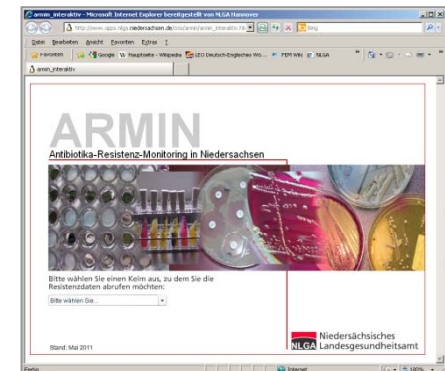 armin_interaktiv - Microsoft Internet Explorer bereitgestellt von NLGA Hannover
Bing
Datei Bearbeiten Ansicht Favoriten Extras ?
Favoriten Google Hauptseite - Wikipedia LEO Deutsch-Englisches Wö... NLGA
armin_interaktiv
ARMIN
Antibiotika-Resistenz-Monitoring in Niedersachsen
Bitte wählen Sie einen Keim aus, zu dem Sie die
Resistenzdaten abrufen möchten:
Bitte wählen Sie...
Stand: Mai 2011
Niedersächsisches
NLGA Landesgesundheitsamt
Fertig Internet 100%